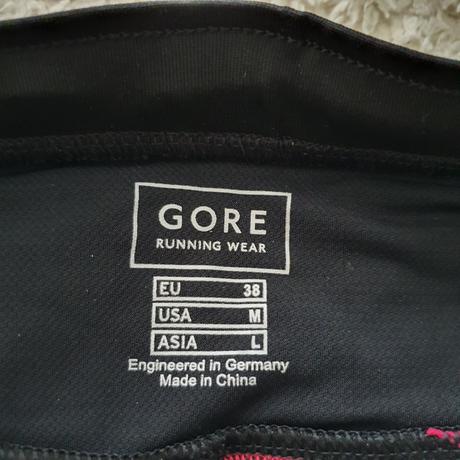 GORE
RUNNING WEAR
EU 38
USA M
ASIA L
Engineered in Germany
Made in China